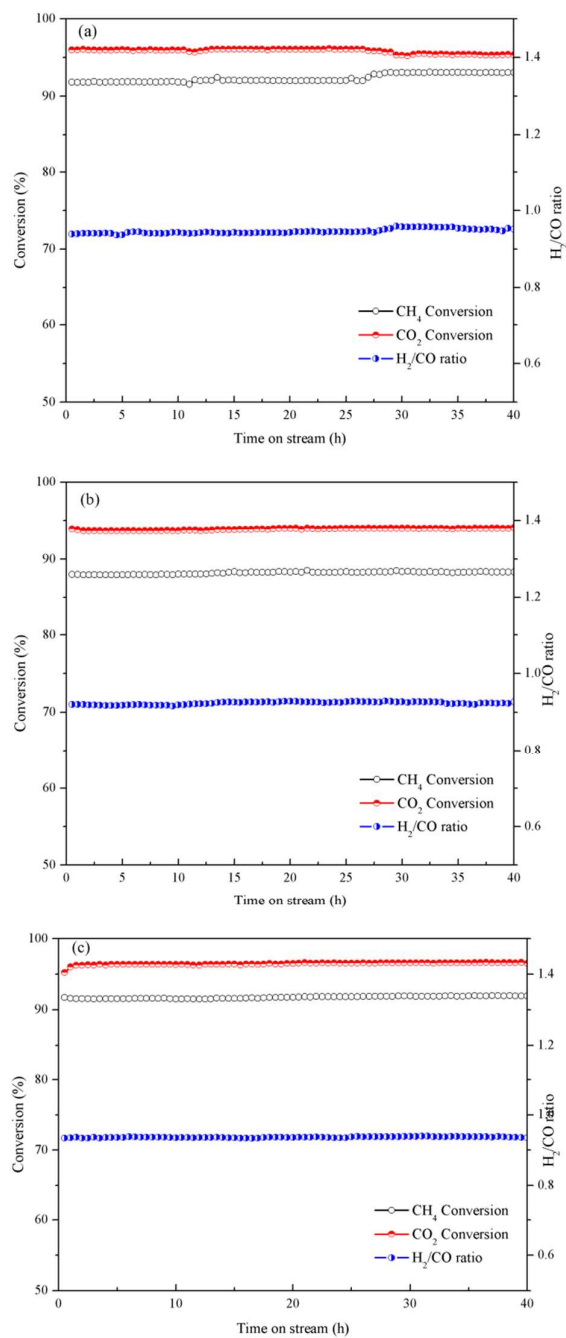 (a)
100
90
80
70
60
50
Conversion (%)
1.4
1.2
1.0
0.8
0.6
H2/CO ratio
CH4 Conversion
CO2 Conversion
H2/CO ratio
0 5 10 15 20 25 30 35 40
Time on stream (h)
(b)
100
90
80
70
60
50
Conversion (%)
1.4
1.2
1.0
0.8
0.6
H2/CO ratio
CH4 Conversion
CO2 Conversion
H2/CO ratio
0 5 10 15 20 25 30 35 40
Time on stream (h)
(c)
100
90
80
70
60
50
Conversion (%)
1.4
1.2
1.0
0.8
0.6
H2/CO ratio
CH4 Conversion
CO2 Conversion
H2/CO ratio
0 10 20 30 40
Time on stream (h)